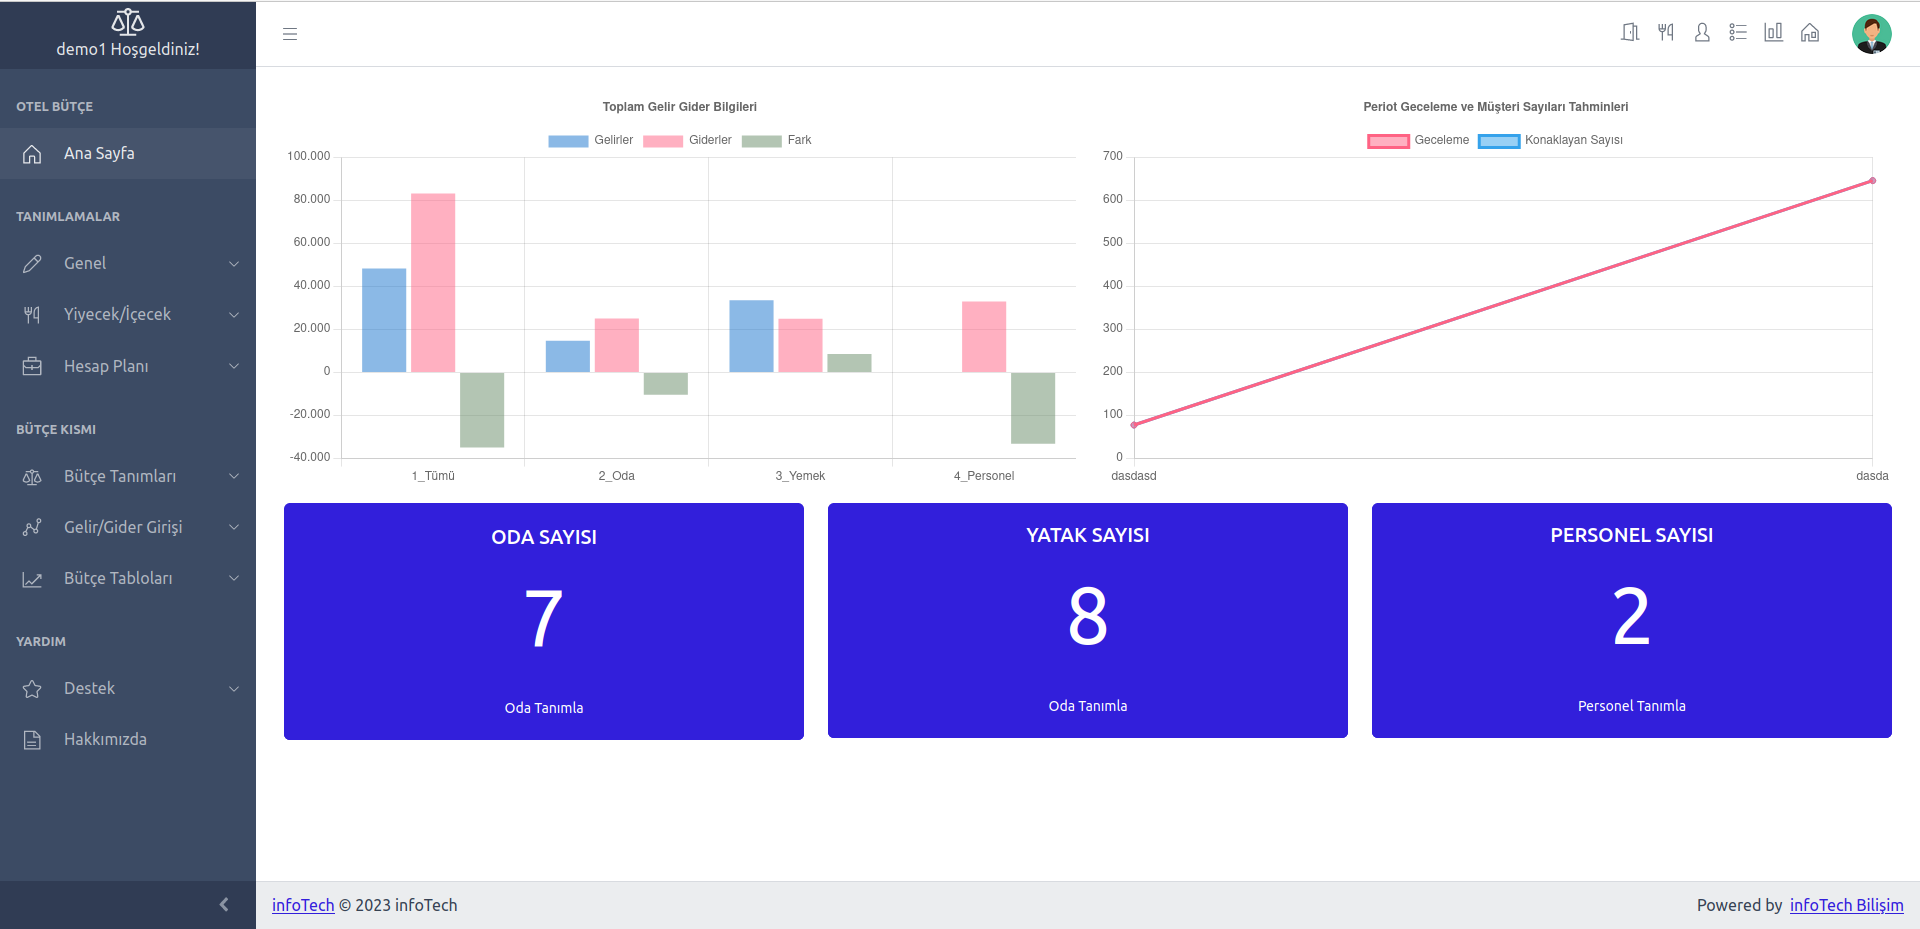 demo1 Hoşgeldiniz!
OTEL BÜTÇE
Ana Sayfa
TANIMLAMALAR
Genel
Yiyecek/İçecek
Hesap Planı
BÜTÇE KISMI
Bütçe Tanımları
Gelir/Gider Girişi
Bütçe Tabloları
YARDIM
Destek
Hakkımızda
Toplam Gelir Gider Bilgileri
Gelirler Giderler Fark
100.000
80.000
60.000
40.000
20.000
0
-20.000
-40.000
1_Tümü 2_Oda 3_Yemek 4_Personel
Periot Geceleme ve Müşteri Sayıları Tahminleri
Geceleme Konaklayan Sayısı
700
600
500
400
300
200
100
0
dasdasd dasda
ODA SAYISI
7
Oda Tanımla
YATAK SAYISI
8
Oda Tanımla
PERSONEL SAYISI
2
Personel Tanımla
infoTech © 2023 infoTech
Powered by infoTech Bilişim